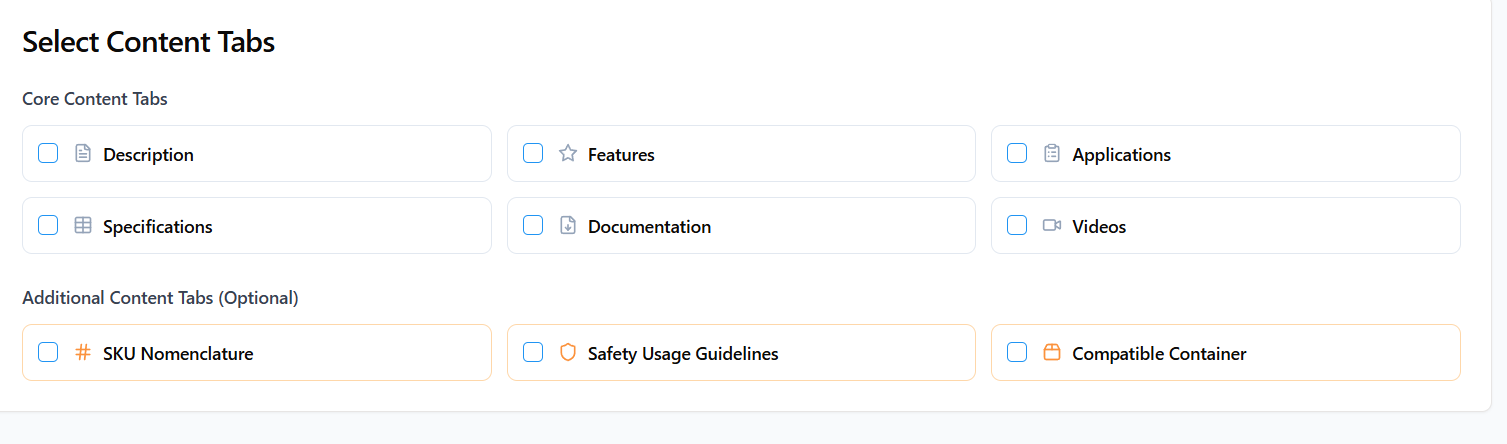 Select Content Tabs
Core Content Tabs
Description
Features
Applications
Specifications
Documentation
Videos
Additional Content Tabs (Optional)
SKU Nomenclature
Safety Usage Guidelines
Compatible Container